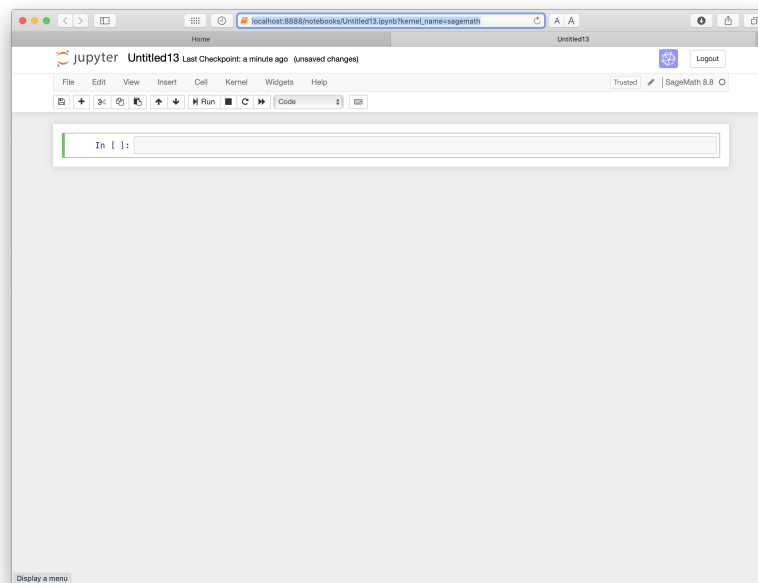 localhost:8888/notebooks/Untitled13.ipynb?kernel_name=sagemath
A A
Home
Untitled13
jupyter Untitled13 Last Checkpoint: a minute ago (unsaved changes)
Logout
File Edit View Insert Cell Kernel Widgets Help
Trusted
SageMath 8.8
Run
Code
In [ ]:
Display a menu